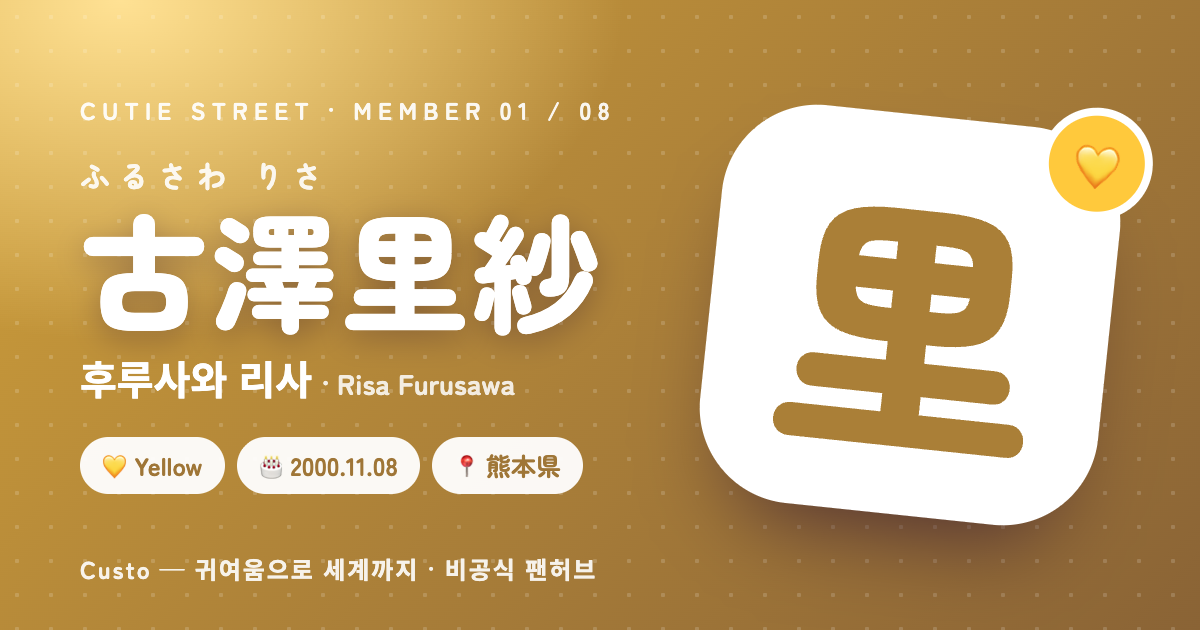 CUTIE STREET · MEMBER 01 / 08
ふるさわ りさ
古澤里紗
후루사와 리사 · Risa Furusawa
💛 Yellow 🎂 2000.11.08 📍 熊本県
Custo — 귀여움으로 세계까지 · 비공식 팬허브
里